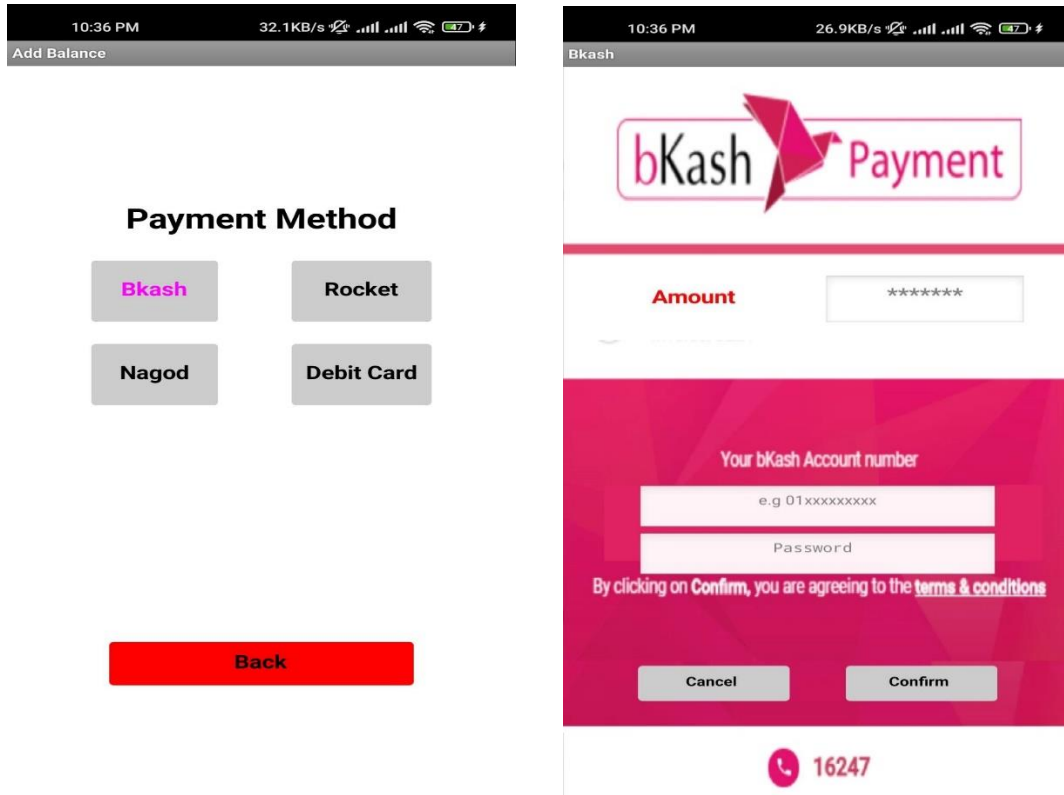 10:36 PM 32.1KB/s 47
Add Balance
Payment Method
Bkash Rocket
Nagod Debit Card
Back
10:36 PM 26.9KB/s 47
Bkash
bKash Payment
Amount *******
Your bKash Account number
e.g 01xxxxxxxxx
Password
By clicking on Confirm, you are agreeing to the terms & conditions
Cancel Confirm
16247